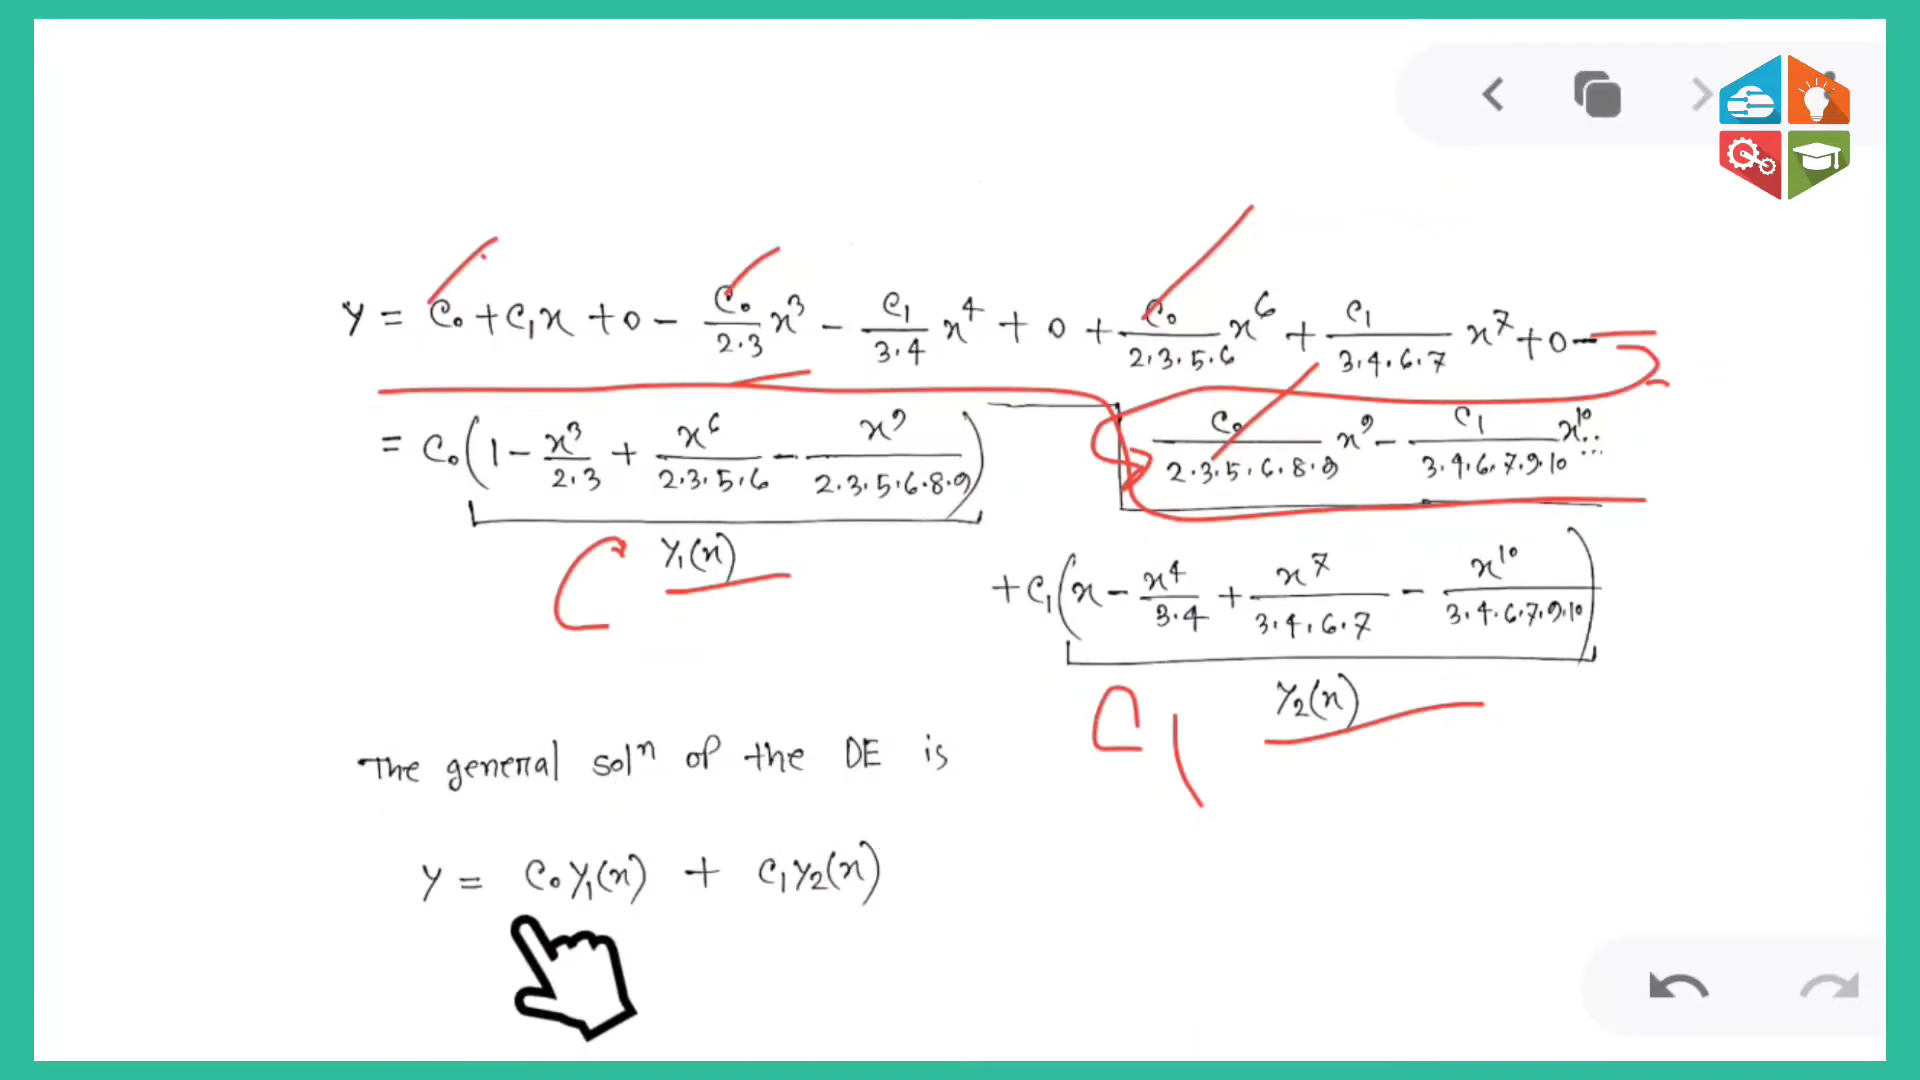 y = c₀ + c₁x + 0 - c₀/2·3 x³ - c₁/3·4 x⁴ + 0 + c₀/2·3·5·6 x⁶ + c₁/3·4·6·7 x⁷ + 0 -
c₀/2·3·5·6·8·9 x⁹ - c₁/3·4·6·7·9·10 x¹⁰...
= c₀(1 - x³/2·3 + x⁶/2·3·5·6 - x⁹/2·3·5·6·8·9)
y₁(x)
+ c₁(x - x⁴/3·4 + x⁷/3·4·6·7 - x¹⁰/3·4·6·7·9·10)
y₂(x)
The general solⁿ of the DE is
y = c₀y₁(x) + c₁y₂(x)